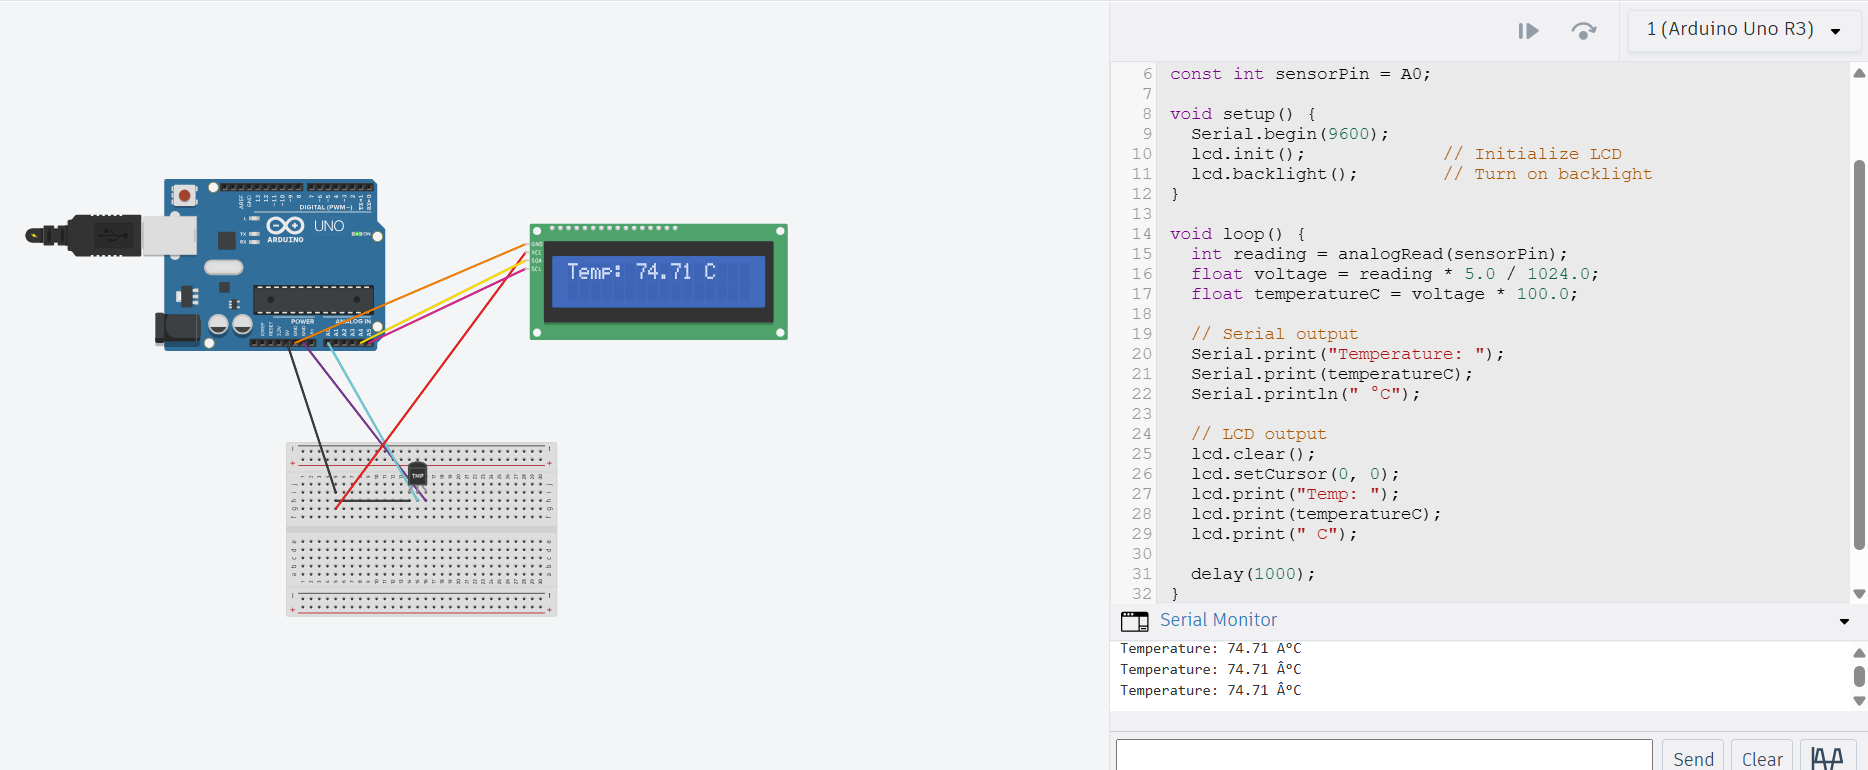 1 (Arduino Uno R3)
6 const int sensorPin = A0;
7
8 void setup() {
9 Serial.begin(9600);
10 lcd.init(); // Initialize LCD
11 lcd.backlight(); // Turn on backlight
12 }
13
14 void loop() {
15 int reading = analogRead(sensorPin);
16 float voltage = reading * 5.0 / 1024.0;
17 float temperatureC = voltage * 100.0;
18
19 // Serial output
20 Serial.print("Temperature: ");
21 Serial.print(temperatureC);
22 Serial.println(" °C");
23
24 // LCD output
25 lcd.clear();
26 lcd.setCursor(0, 0);
27 lcd.print("Temp: ");
28 lcd.print(temperatureC);
29 lcd.print(" C");
30
31 delay(1000);
32 }
Serial Monitor
Temperature: 74.71 Â°C
Temperature: 74.71 Â°C
Temperature: 74.71 Â°C
Send
Clear
DIGITAL (PWM~)
UNO
ARDUINO
TX
RX
ON
POWER
ANALOG IN
GND
VCC
SDA
SCL
Temp: 74.71 C
TMP